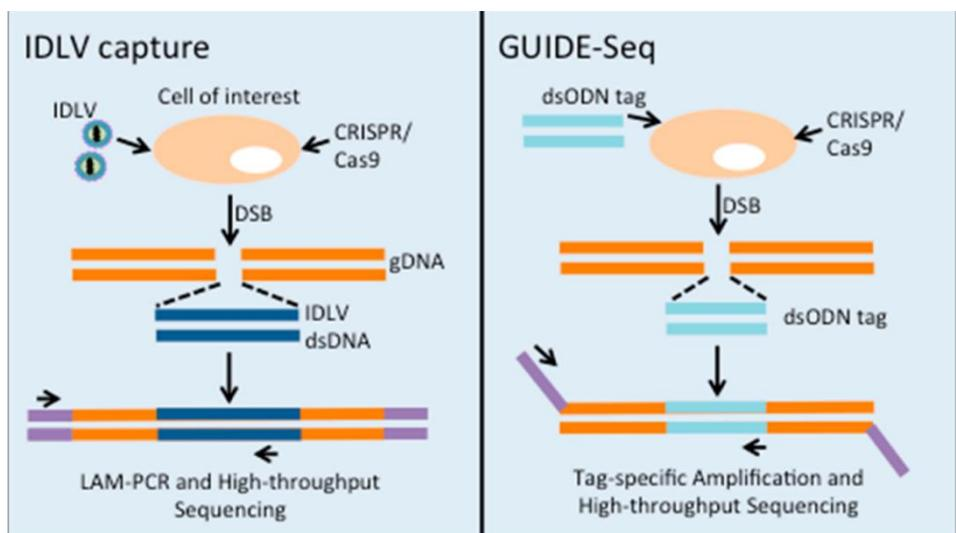 IDLV capture
IDLV
Cell of interest
CRISPR/
Cas9
DSB
gDNA
IDLV
dsDNA
LAM-PCR and High-throughput
Sequencing
GUIDE-Seq
dsODN tag
CRISPR/
Cas9
DSB
dsODN tag
Tag-specific Amplification and
High-throughput Sequencing